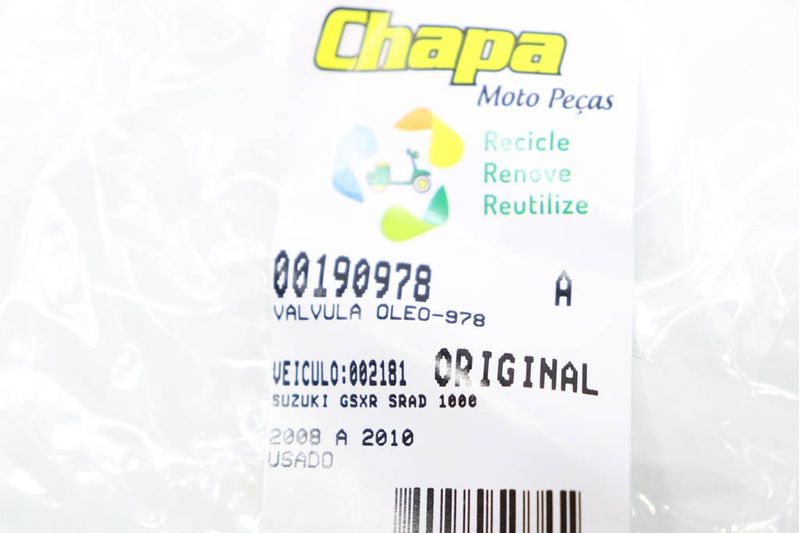 Chapa
Moto Peças
Recicle
Renove
Reutilize
00190978 A
VALVULA OLEO-978
VEICULO:002181 ORIGINAL
SUZUKI GSXR SRAD 1000
2008 A 2010
USADO